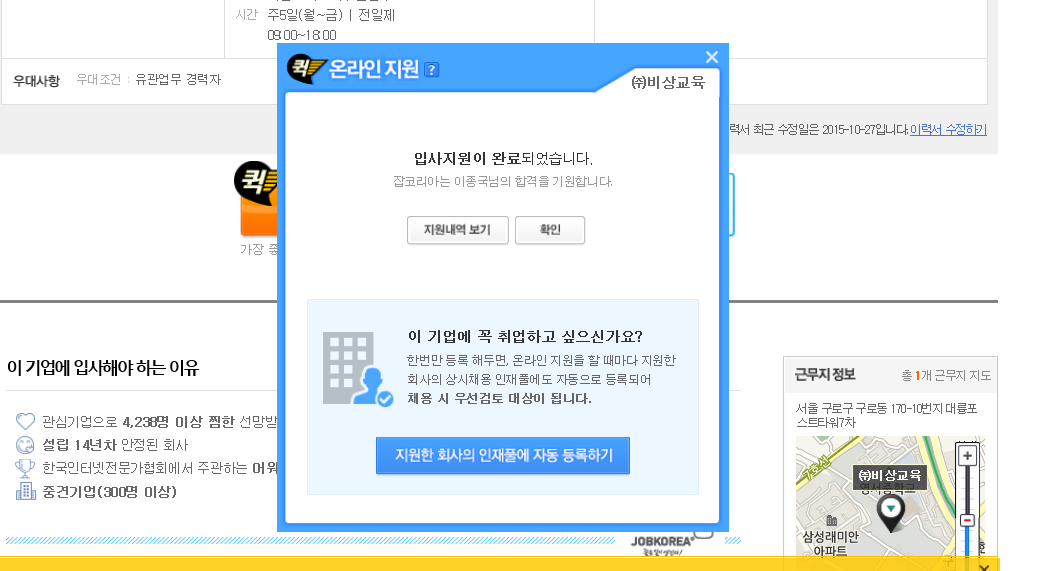 시간 주5일(월~금) | 전일제
09:00~18:00
우대사항 우대조건 : 유관업무 경력자
퀵 온라인 지원 ?
㈜비상교육
력서 최근 수정일은 2015-10-27입니다. 이력서 수정하기
입사지원이 완료되었습니다.
잡코리아는 이종국님의 합격을 기원합니다.
지원내역 보기 확인
퀵
가장
이 기업에 꼭 취업하고 싶으신가요?
한번만 등록 해두면, 온라인 지원을 할 때마다 지원한
회사의 상시채용 인재풀에도 자동으로 등록되어
채용 시 우선검토 대상이 됩니다.
지원한 회사의 인재풀에 자동 등록하기
이 기업에 입사해야 하는 이유
관심기업으로 4,238명 이상 찜한 선망받
설립 14년차 안정된 회사
한국인터넷전문가협회에서 주관하는
중견기업(300명 이상)
JOBKOREA
근무지 정보 총 1개 근무지 지도
서울 구로구 구로동 170-10번지 대륭포
스트타워7차
7호선
㈜비상교육
영서중학교
삼성래미안
아파트